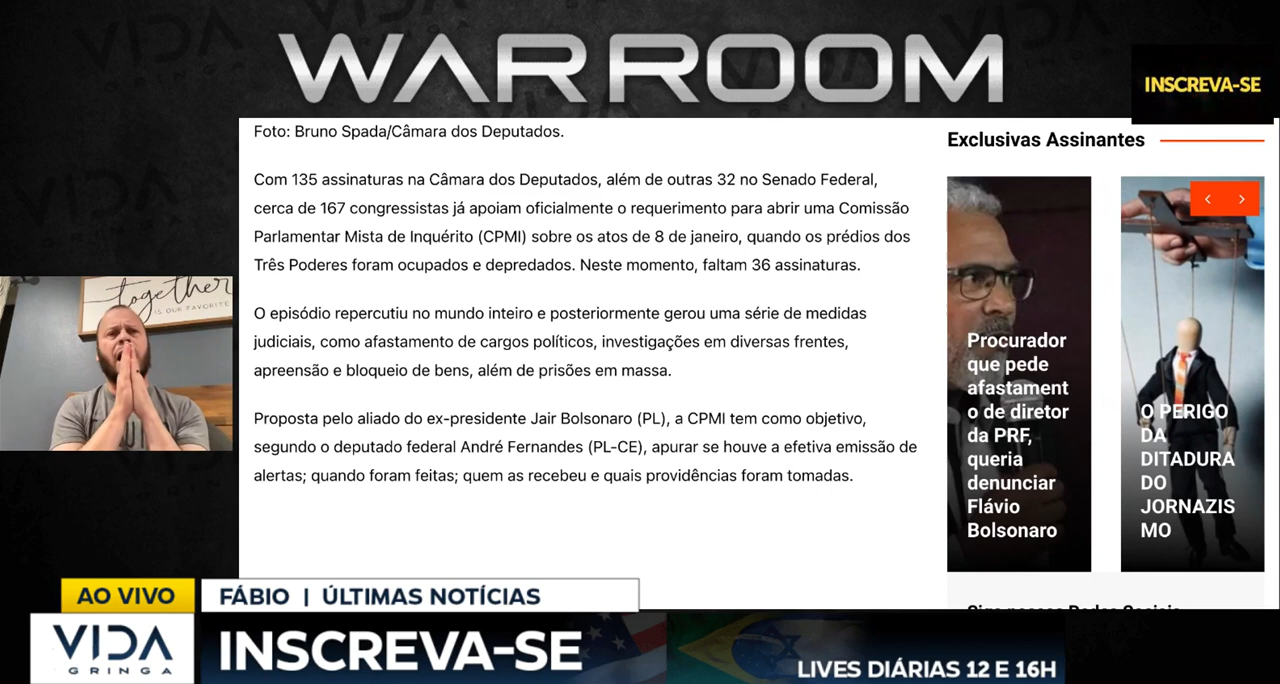 WARROOM
INSCREVA-SE
Foto: Bruno Spada/Câmara dos Deputados.
Com 135 assinaturas na Câmara dos Deputados, além de outras 32 no Senado Federal,
cerca de 167 congressistas já apoiam oficialmente o requerimento para abrir uma Comissão
Parlamentar Mista de Inquérito (CPMI) sobre os atos de 8 de janeiro, quando os prédios dos
Três Poderes foram ocupados e depredados. Neste momento, faltam 36 assinaturas.
O episódio repercutiu no mundo inteiro e posteriormente gerou uma série de medidas
judiciais, como afastamento de cargos políticos, investigações em diversas frentes,
apreensão e bloqueio de bens, além de prisões em massa.
Proposta pelo aliado do ex-presidente Jair Bolsonaro (PL), a CPMI tem como objetivo,
segundo o deputado federal André Fernandes (PL-CE), apurar se houve a efetiva emissão de
alertas; quando foram feitas; quem as recebeu e quais providências foram tomadas.
Exclusivas Assinantes
Procurador
que pede
afastament
o de diretor
da PRF,
queria
denunciar
Flávio
Bolsonaro
O PERIGO
DA
DITADURA
DO
JORNAZIS
MO
together
IS OUR FAVORITE
AO VIVO
FÁBIO | ÚLTIMAS NOTÍCIAS
VIDA
GRINGA
INSCREVA-SE
LIVES DIÁRIAS 12 E 16H